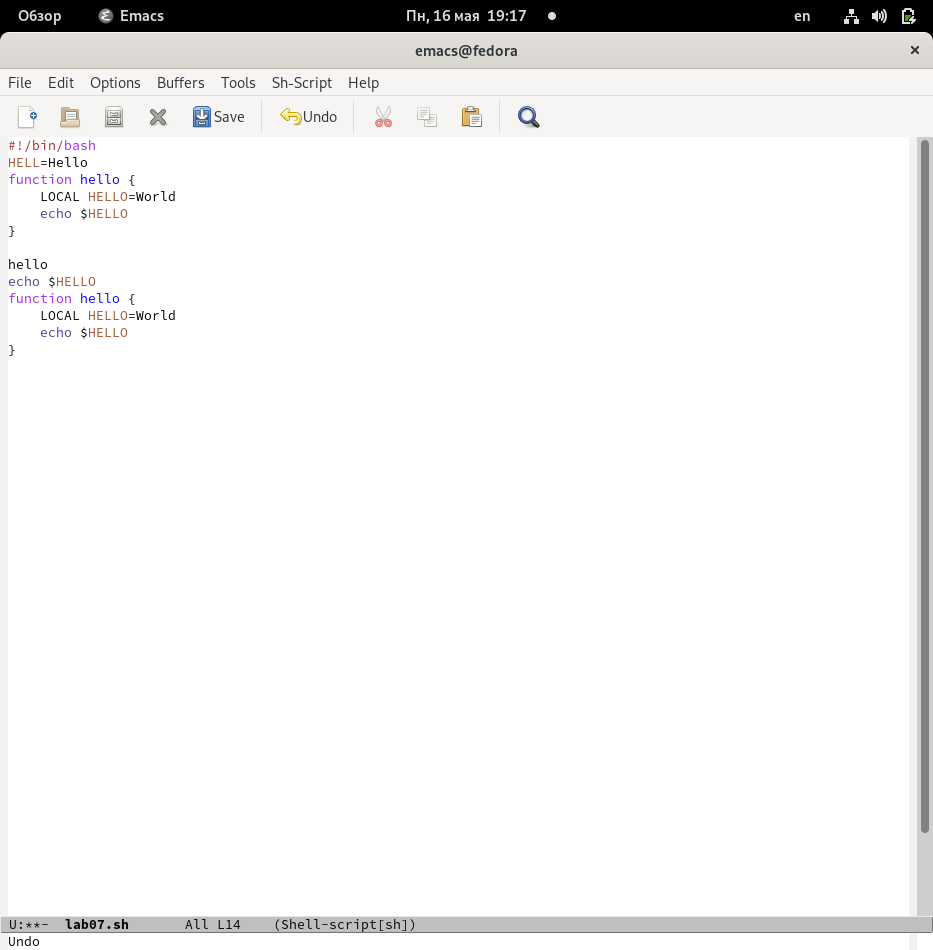 Обзор Emacs Пн, 16 мая 19:17 en
emacs@fedora
File Edit Options Buffers Tools Sh-Script Help
Save Undo
#!/bin/bash
HELL=Hello
function hello {
    LOCAL HELLO=World
    echo $HELLO
}
hello
echo $HELLO
function hello {
    LOCAL HELLO=World
    echo $HELLO
}
U:**- lab07.sh All L14 (Shell-script[sh])
Undo